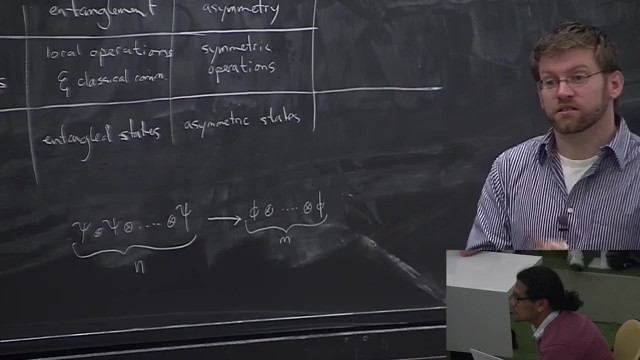 entanglement asymmetry
local operations symmetric
& classical comm. operations
s
entangled states asymmetric states
Ψ ⊗ Ψ ⊗ .... ⊗ Ψ → ϕ ⊗ .... ⊗ ϕ
n m